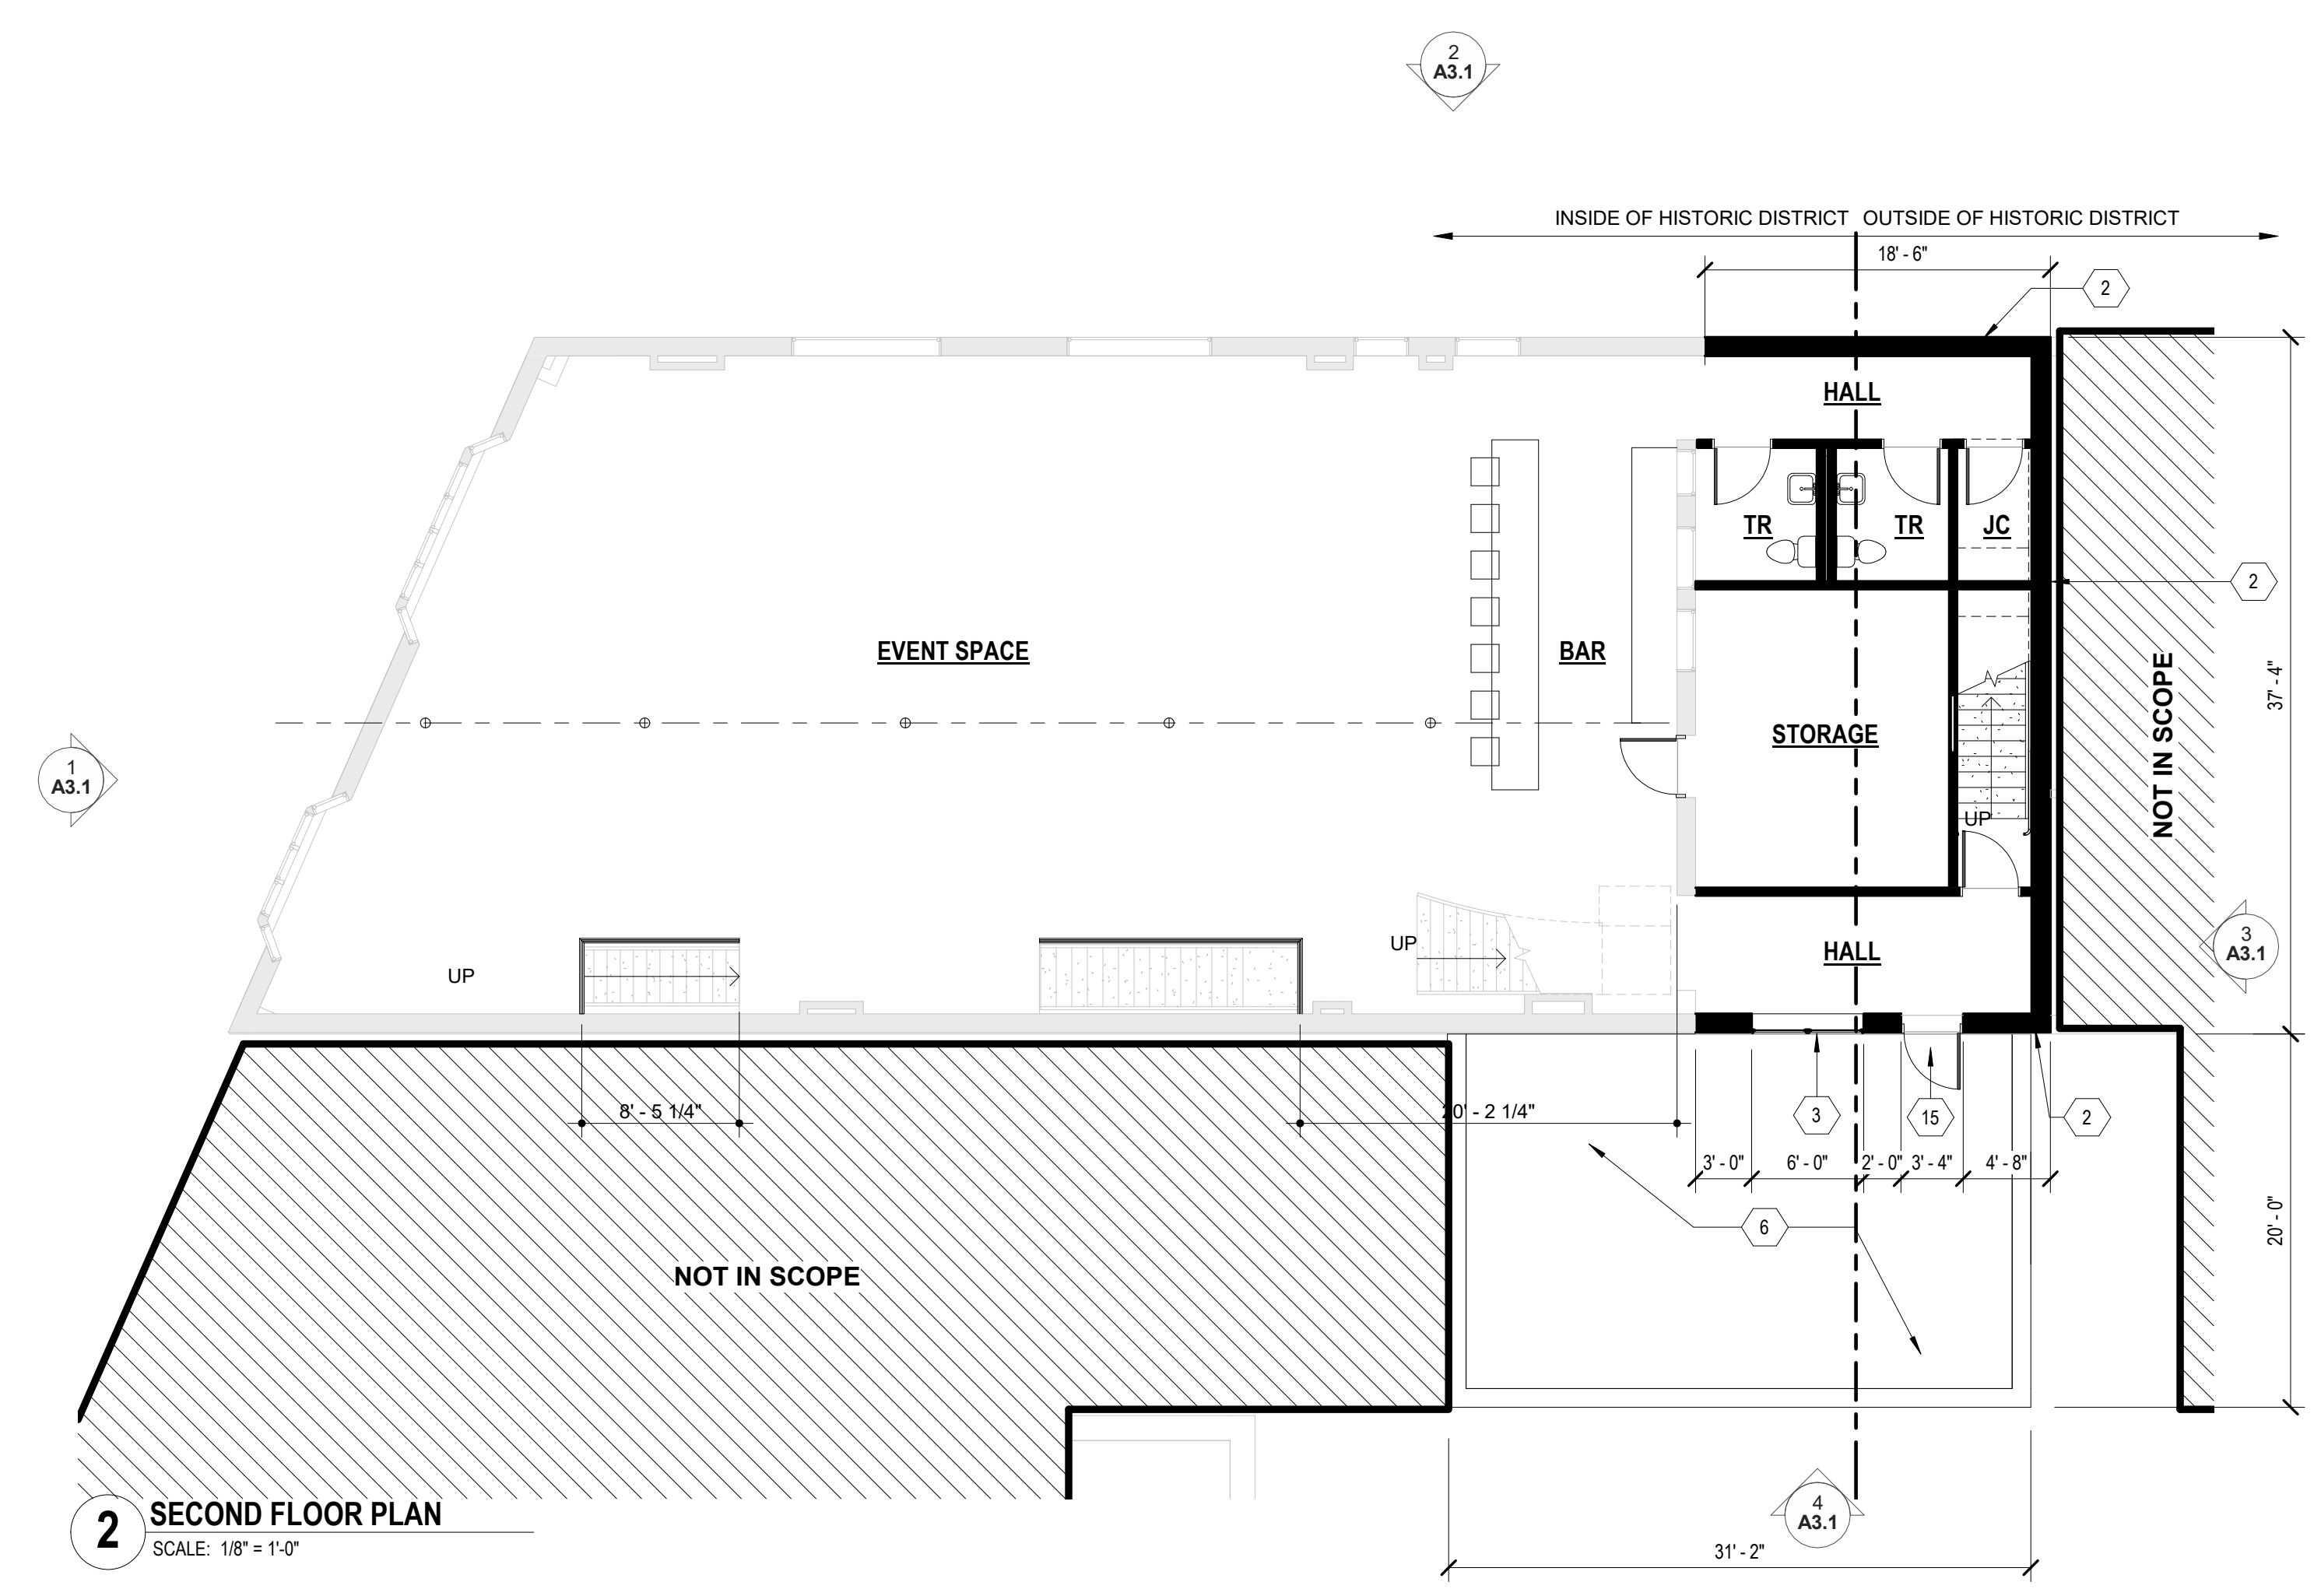 2
A3.1
INSIDE OF HISTORIC DISTRICT OUTSIDE OF HISTORIC DISTRICT
18' - 6"
2
HALL
TR
TR
JC
2
EVENT SPACE
BAR
NOT IN SCOPE
37' - 4"
STORAGE
1
A3.1
UP
HALL
UP
UP
3
A3.1
8' - 5 1/4"
20' - 2 1/4"
3
15
2
3' - 0"
6' - 0"
2' - 0"
3' - 4"
4' - 8"
6
20' - 0"
NOT IN SCOPE
2
SECOND FLOOR PLAN
SCALE: 1/8" = 1'-0"
4
A3.1
31' - 2"